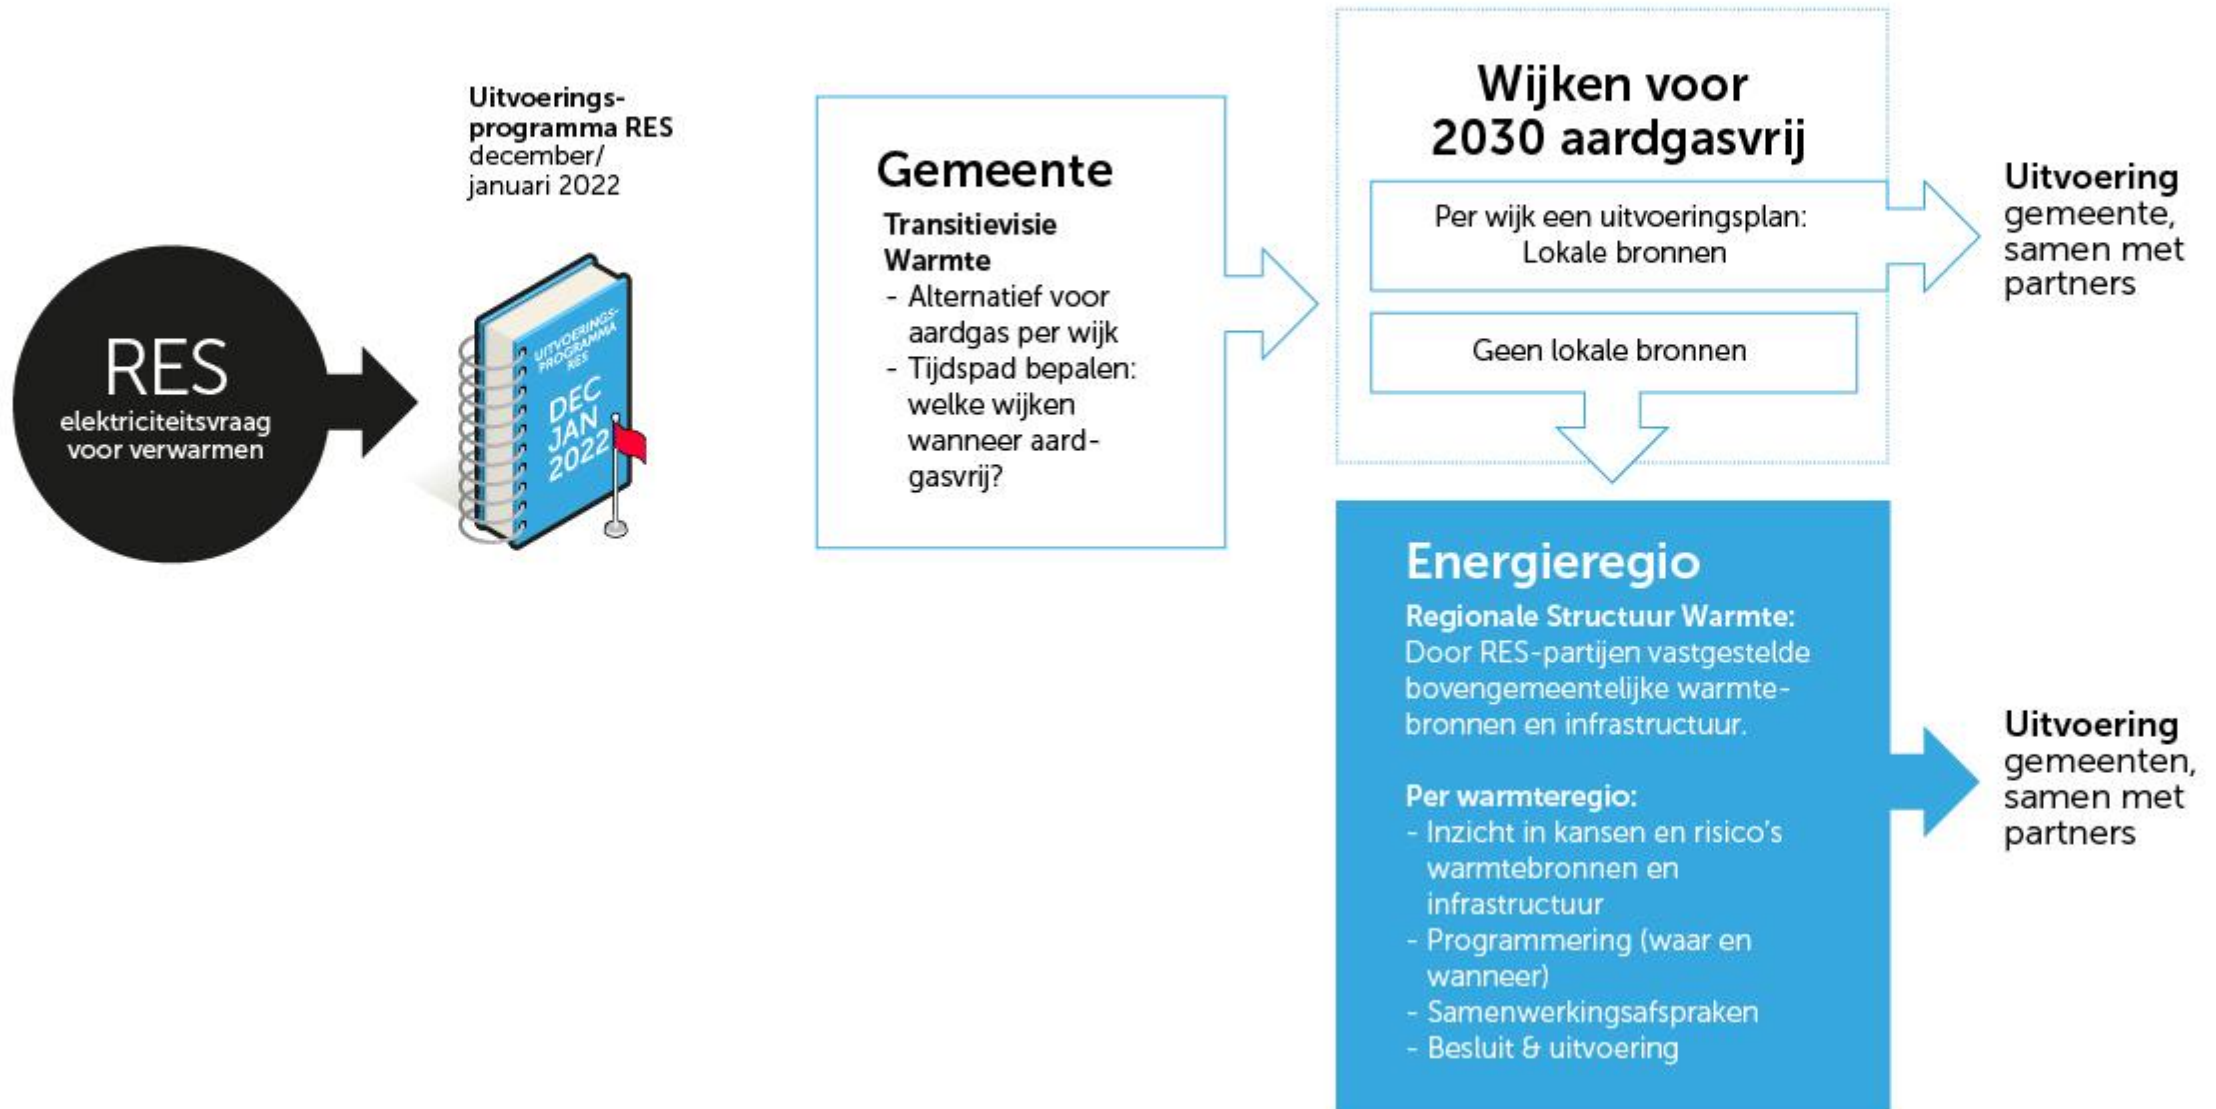 RES
elektriciteitsvraag
voor verwarmen
Uitvoerings-
programma RES
december/
januari 2022
UITVOERINGS-
PROGRAMMA
RES
DEC
JAN
2022
Gemeente
Transitievisie
Warmte
- Alternatief voor
aardgas per wijk
- Tijdspad bepalen:
welke wijken
wanneer aard-
gasvrij?
Wijken voor
2030 aardgasvrij
Per wijk een uitvoeringsplan:
Lokale bronnen
Geen lokale bronnen
Uitvoering
gemeente,
samen met
partners
Energieregio
Regionale Structuur Warmte:
Door RES-partijen vastgestelde
bovengemeentelijke warmte-
bronnen en infrastructuur.
Per warmteregio:
- Inzicht in kansen en risico's
warmtebronnen en
infrastructuur
- Programmering (waar en
wanneer)
- Samenwerkingsafspraken
- Besluit & uitvoering
Uitvoering
gemeenten,
samen met
partners